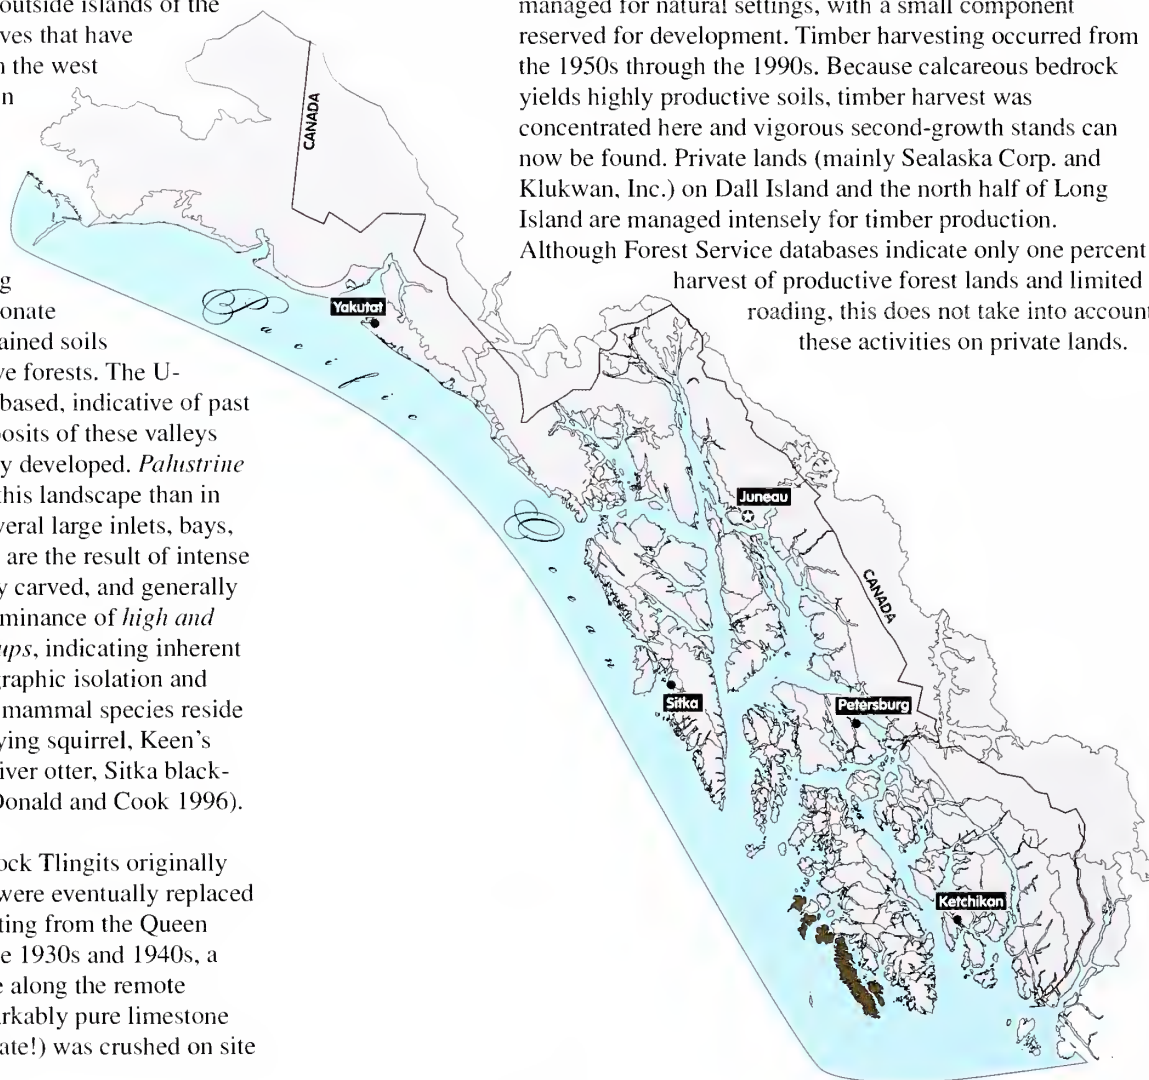 outside islands of the
ves that have
n the west
n
g
onate
ained soils
ve forests. The U-
based, indicative of past
posits of these valleys
y developed. Palustrine
this landscape than in
veral large inlets, bays,
are the result of intense
y carved, and generally
minance of high and
ups, indicating inherent
graphic isolation and
mammal species reside
ying squirrel, Keen's
iver otter, Sitka black-
Donald and Cook 1996).
ock Tlingits originally
were eventually replaced
ting from the Queen
e 1930s and 1940s, a
e along the remote
arkably pure limestone
ate!) was crushed on site
managed for natural settings, with a small component
reserved for development. Timber harvesting occurred from
the 1950s through the 1990s. Because calcareous bedrock
yields highly productive soils, timber harvest was
concentrated here and vigorous second-growth stands can
now be found. Private lands (mainly Sealaska Corp. and
Klukwan, Inc.) on Dall Island and the north half of Long
Island are managed intensely for timber production.
Although Forest Service databases indicate only one percent
harvest of productive forest lands and limited
roading, this does not take into account
these activities on private lands.
CANADA
Yakutat
Pacific
Ocean
Juneau
CANADA
Sitka
Petersburg
Ketchikan